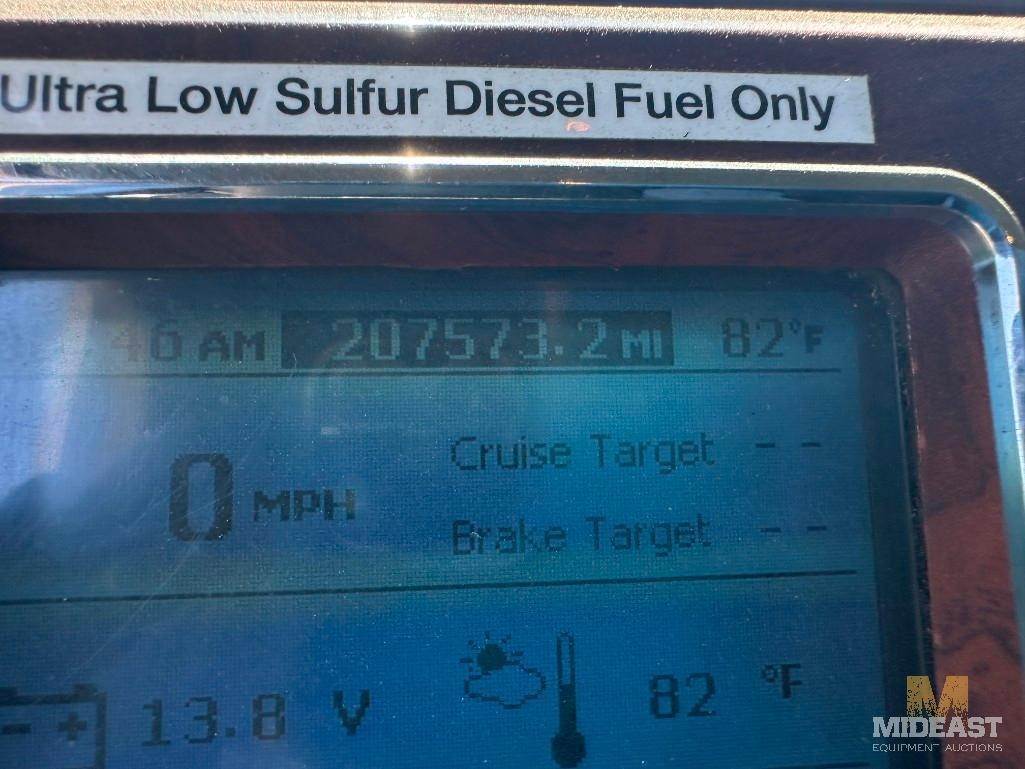 Ultra Low Sulfur Diesel Fuel Only
46 AM 207573.2 MI 82°F
Cruise Target - -
0 MPH
Brake Target - -
- + 13.8 V 82 °F
M
MIDEAST
EQUIPMENT AUCTIONS